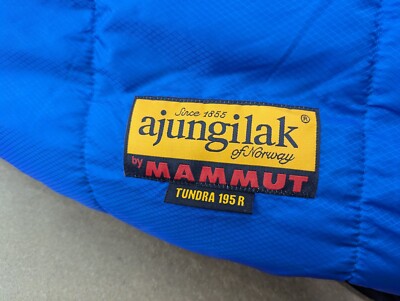 Since 1855
ajungilak®
of Norway
by MAMMUT
TUNDRA 195 R